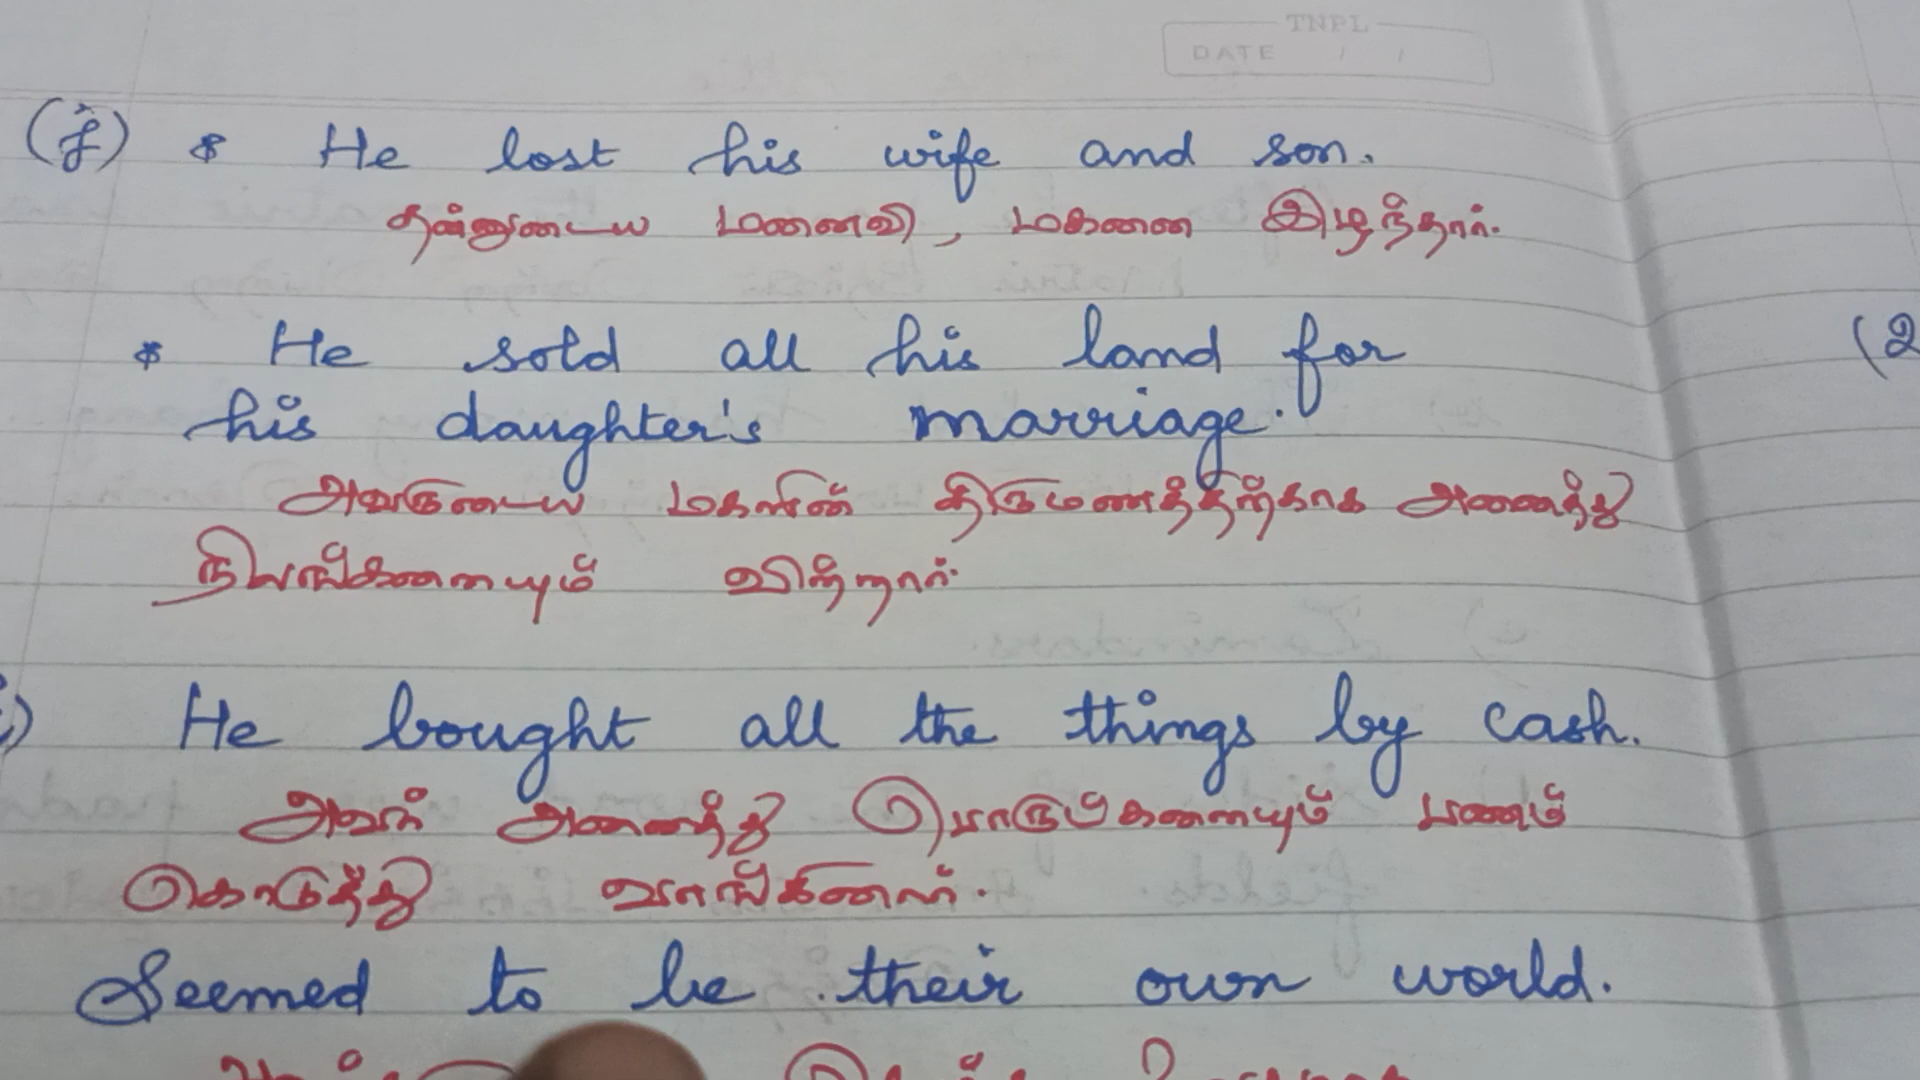 TNPL
DATE / /
(f) * He lost his wife and son.
தன்னுடைய மனைவி, மகனை இழந்தார்.
* He sold all his land for
his daughter's marriage.
அவருடைய மகளின் திருமணத்திற்காக அனைத்து
நிலங்களையும் விற்றார்.
He bought all the things by cash.
அவர் அனைத்து பொருட்களையும் பணம்
கொடுத்து வாங்கினார்.
Seemed to be their own world.